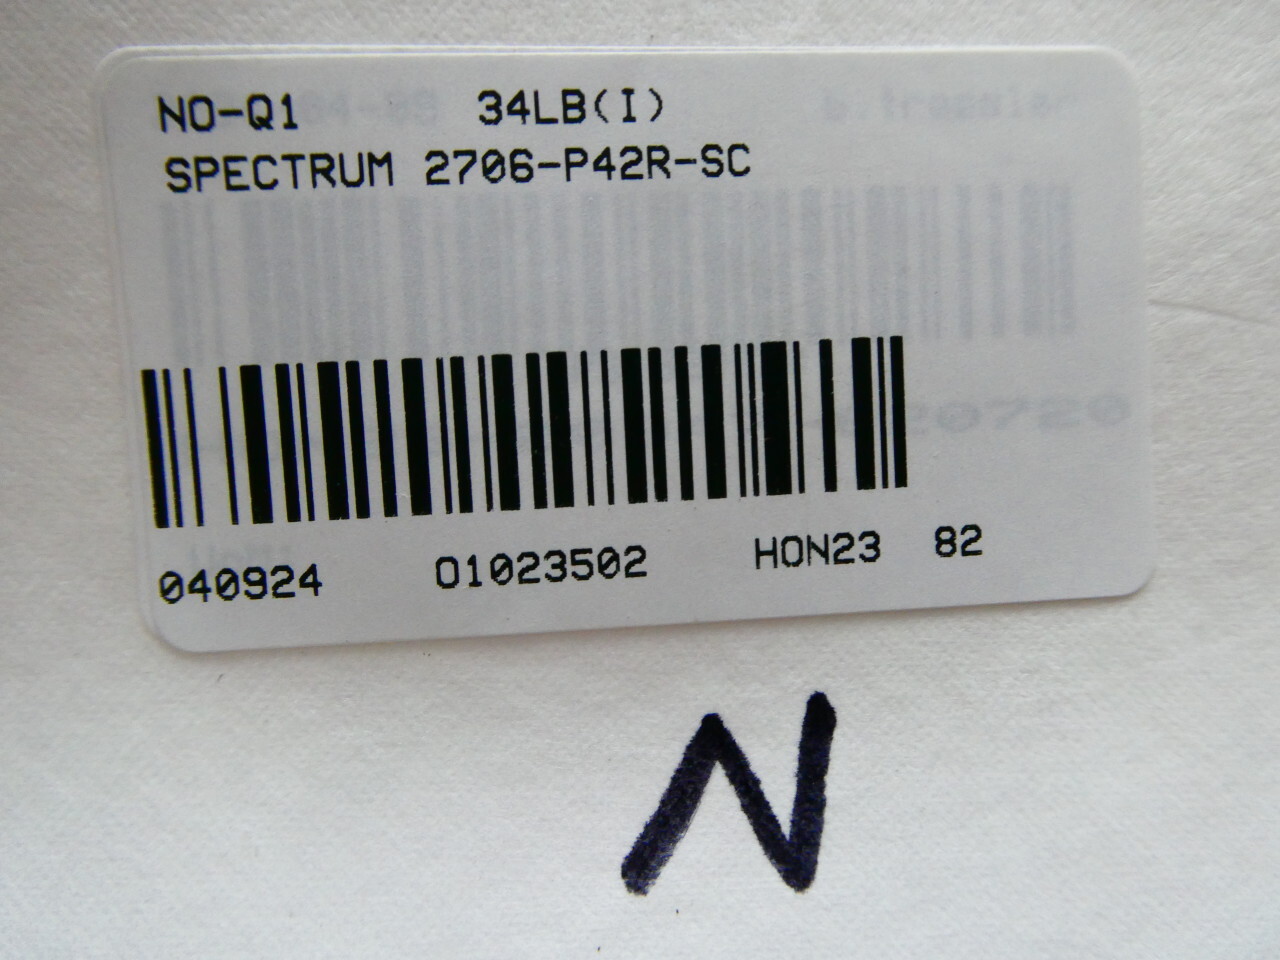 NO-Q1 34LB(I)
SPECTRUM 2706-P42R-SC
040924 01023502 HON23 82
N